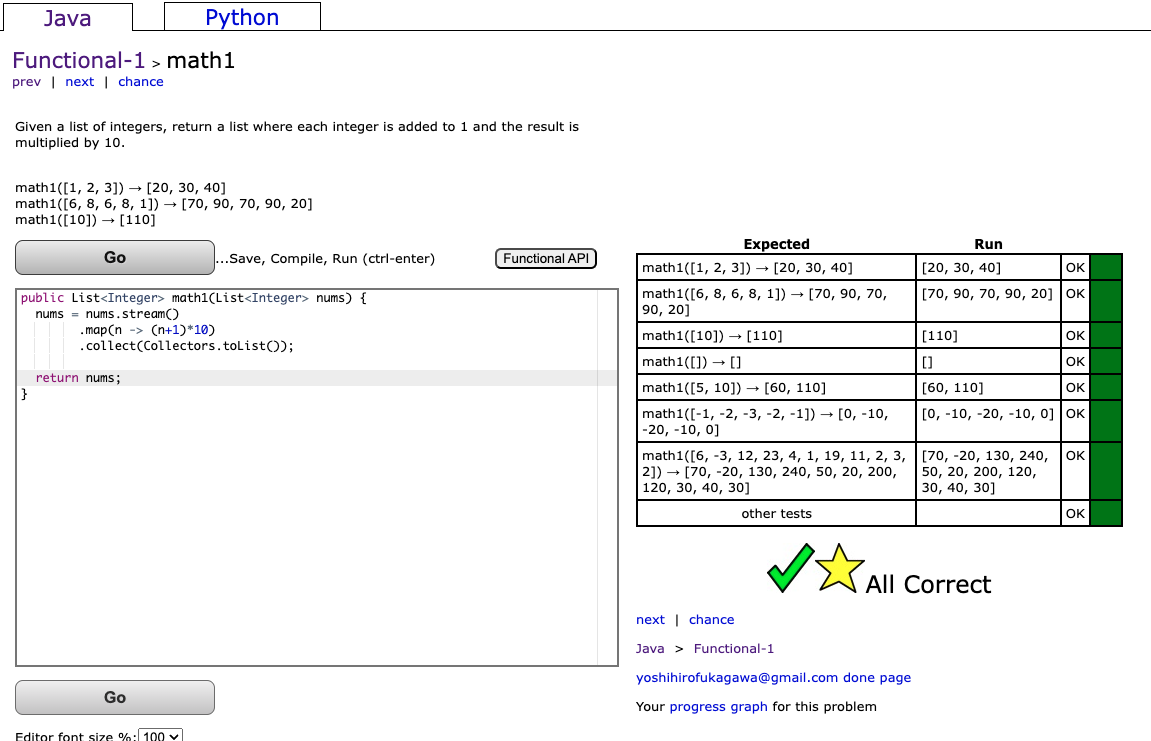 Java
Python
Functional-1 > math1
prev | next | chance
Given a list of integers, return a list where each integer is added to 1 and the result is
multiplied by 10.
math1([1, 2, 3]) → [20, 30, 40]
math1([6, 8, 6, 8, 1]) → [70, 90, 70, 90, 20]
math1([10]) → [110]
Go
...Save, Compile, Run (ctrl-enter)
Functional API
public List<Integer> math1(List<Integer> nums) {
  nums = nums.stream()
        .map(n -> (n+1)*10)
        .collect(Collectors.toList());
  return nums;
}
Go
Editor font size %: 100
Expected Run
math1([1, 2, 3]) → [20, 30, 40] [20, 30, 40] OK
math1([6, 8, 6, 8, 1]) → [70, 90, 70, [70, 90, 70, 90, 20] OK
90, 20]
math1([10]) → [110] [110] OK
math1([]) → [] [] OK
math1([5, 10]) → [60, 110] [60, 110] OK
math1([-1, -2, -3, -2, -1]) → [0, -10, [0, -10, -20, -10, 0] OK
-20, -10, 0]
math1([6, -3, 12, 23, 4, 1, 19, 11, 2, 3, [70, -20, 130, 240, OK
2]) → [70, -20, 130, 240, 50, 20, 200, 50, 20, 200, 120,
120, 30, 40, 30] 30, 40, 30]
other tests OK
All Correct
next | chance
Java > Functional-1
yoshihirofukagawa@gmail.com done page
Your progress graph for this problem